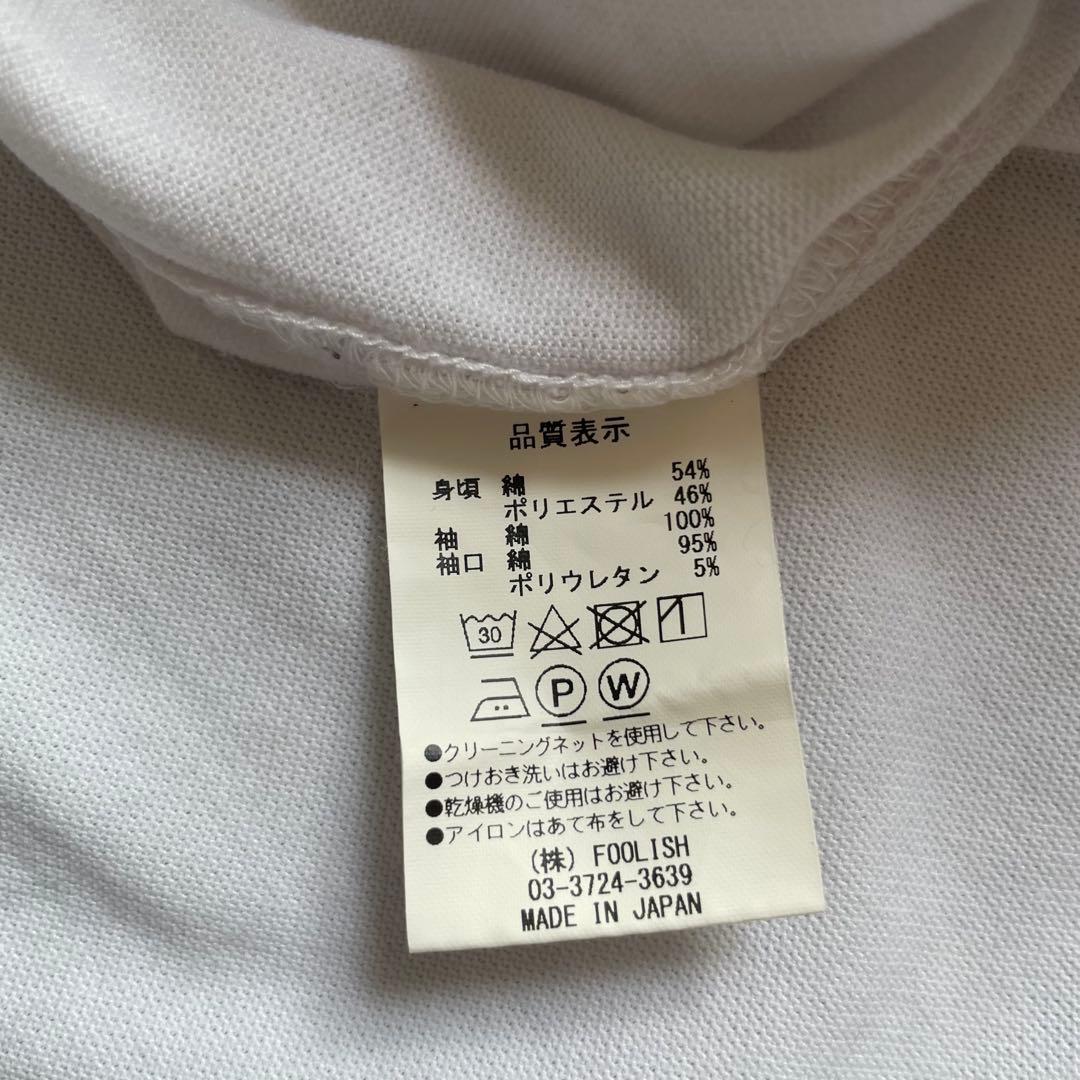 品質表示
身頃 綿 54%
ポリエステル 46%
袖 綿 100%
袖口 綿 95%
ポリウレタン 5%
30
P W
●クリーニングネットを使用して下さい。
●つけおき洗いはお避け下さい。
●乾燥機のご使用はお避け下さい。
●アイロンはあて布をして下さい。
(株) FOOLISH
03-3724-3639
MADE IN JAPAN